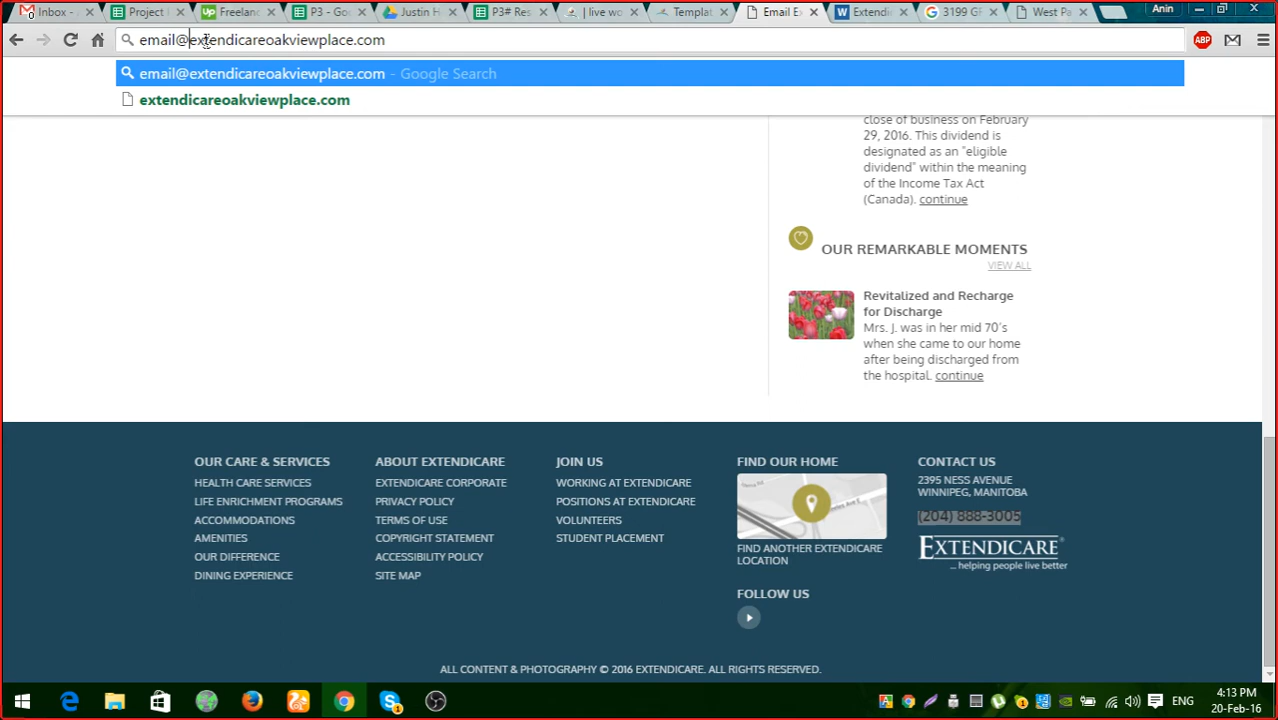 Inbox - Project Freelanc P3 - Goo Justin H P3# Res | live wo Templat Email Ex Extendi 3199 GR West Pa Anin
email@extendicareoakviewplace.com
ABP
email@extendicareoakviewplace.com - Google Search
extendicareoakviewplace.com
close of business on February
29, 2016. This dividend is
designated as an "eligible
dividend" within the meaning
of the Income Tax Act
(Canada). continue
OUR REMARKABLE MOMENTS
VIEW ALL
Revitalized and Recharge
for Discharge
Mrs. J. was in her mid 70's
when she came to our home
after being discharged from
the hospital. continue
OUR CARE & SERVICES
HEALTH CARE SERVICES
LIFE ENRICHMENT PROGRAMS
ACCOMMODATIONS
AMENITIES
OUR DIFFERENCE
DINING EXPERIENCE
ABOUT EXTENDICARE
EXTENDICARE CORPORATE
PRIVACY POLICY
TERMS OF USE
COPYRIGHT STATEMENT
ACCESSIBILITY POLICY
SITE MAP
JOIN US
WORKING AT EXTENDICARE
POSITIONS AT EXTENDICARE
VOLUNTEERS
STUDENT PLACEMENT
FIND OUR HOME
FIND ANOTHER EXTENDICARE
LOCATION
FOLLOW US
CONTACT US
2395 NESS AVENUE
WINNIPEG, MANITOBA
(204) 888-3005
EXTENDICARE
... helping people live better
ALL CONTENT & PHOTOGRAPHY © 2016 EXTENDICARE. ALL RIGHTS RESERVED.
ENG
4:13 PM
20-Feb-16